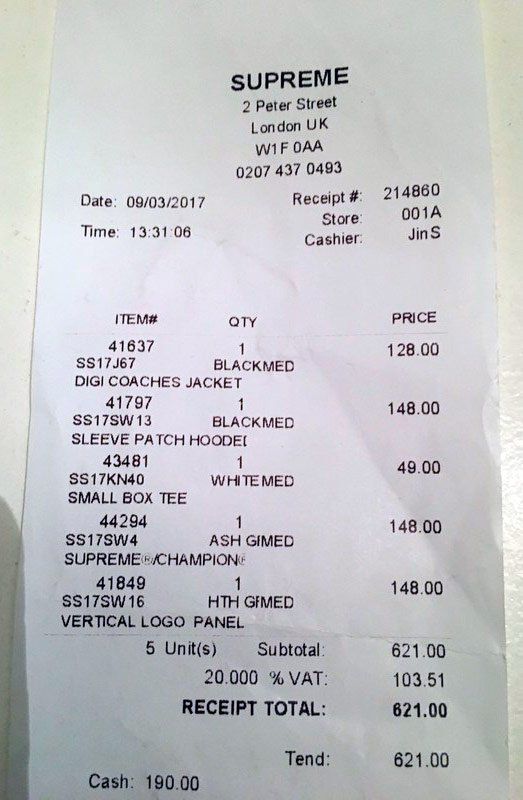 SUPREME
2 Peter Street
London UK
W1F 0AA
0207 437 0493
Date: 09/03/2017 Receipt #: 214860
Store: 001A
Time: 13:31:06 Cashier: JinS
ITEM# QTY PRICE
41637 1 128.00
SS17J67 BLACKMED
DIGI COACHES JACKET
41797 1 148.00
SS17SW13 BLACKMED
SLEEVE PATCH HOODE
43481 1 49.00
SS17KN40 WHITEMED
SMALL BOX TEE
44294 1 148.00
SS17SW4 ASH GMED
SUPREME®/CHAMPION®
41849 1 148.00
SS17SW16 HTH GMED
VERTICAL LOGO PANEL
5 Unit(s) Subtotal: 621.00
20.000 % VAT: 103.51
RECEIPT TOTAL: 621.00
Tend: 621.00
Cash: 190.00